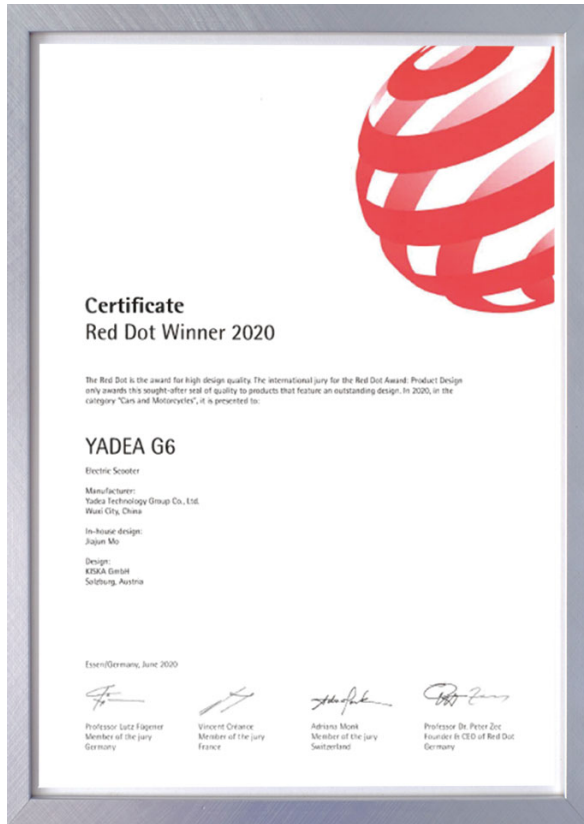 Certificate
Red Dot Winner 2020
The Red Dot is the award for high design quality. The international jury for the Red Dot Award: Product Design
only awards this sought-after seal of quality to products that feature an outstanding design. In 2020, in the
category "Cars and Motorcycles", it is presented to:
YADEA G6
Electric Scooter
Manufacturer:
Yadea Technology Group Co., Ltd.
Wuxi City, China
In-house design:
Jiajun Mo
Design:
KISKA GmbH
Salzburg, Austria
Essen/Germany, June 2020
Professor Lutz Fügener
Member of the jury
Germany
Vincent Créance
Member of the jury
France
Adriana Monk
Member of the jury
Switzerland
Professor Dr. Peter Zec
Founder & CEO of Red Dot
Germany